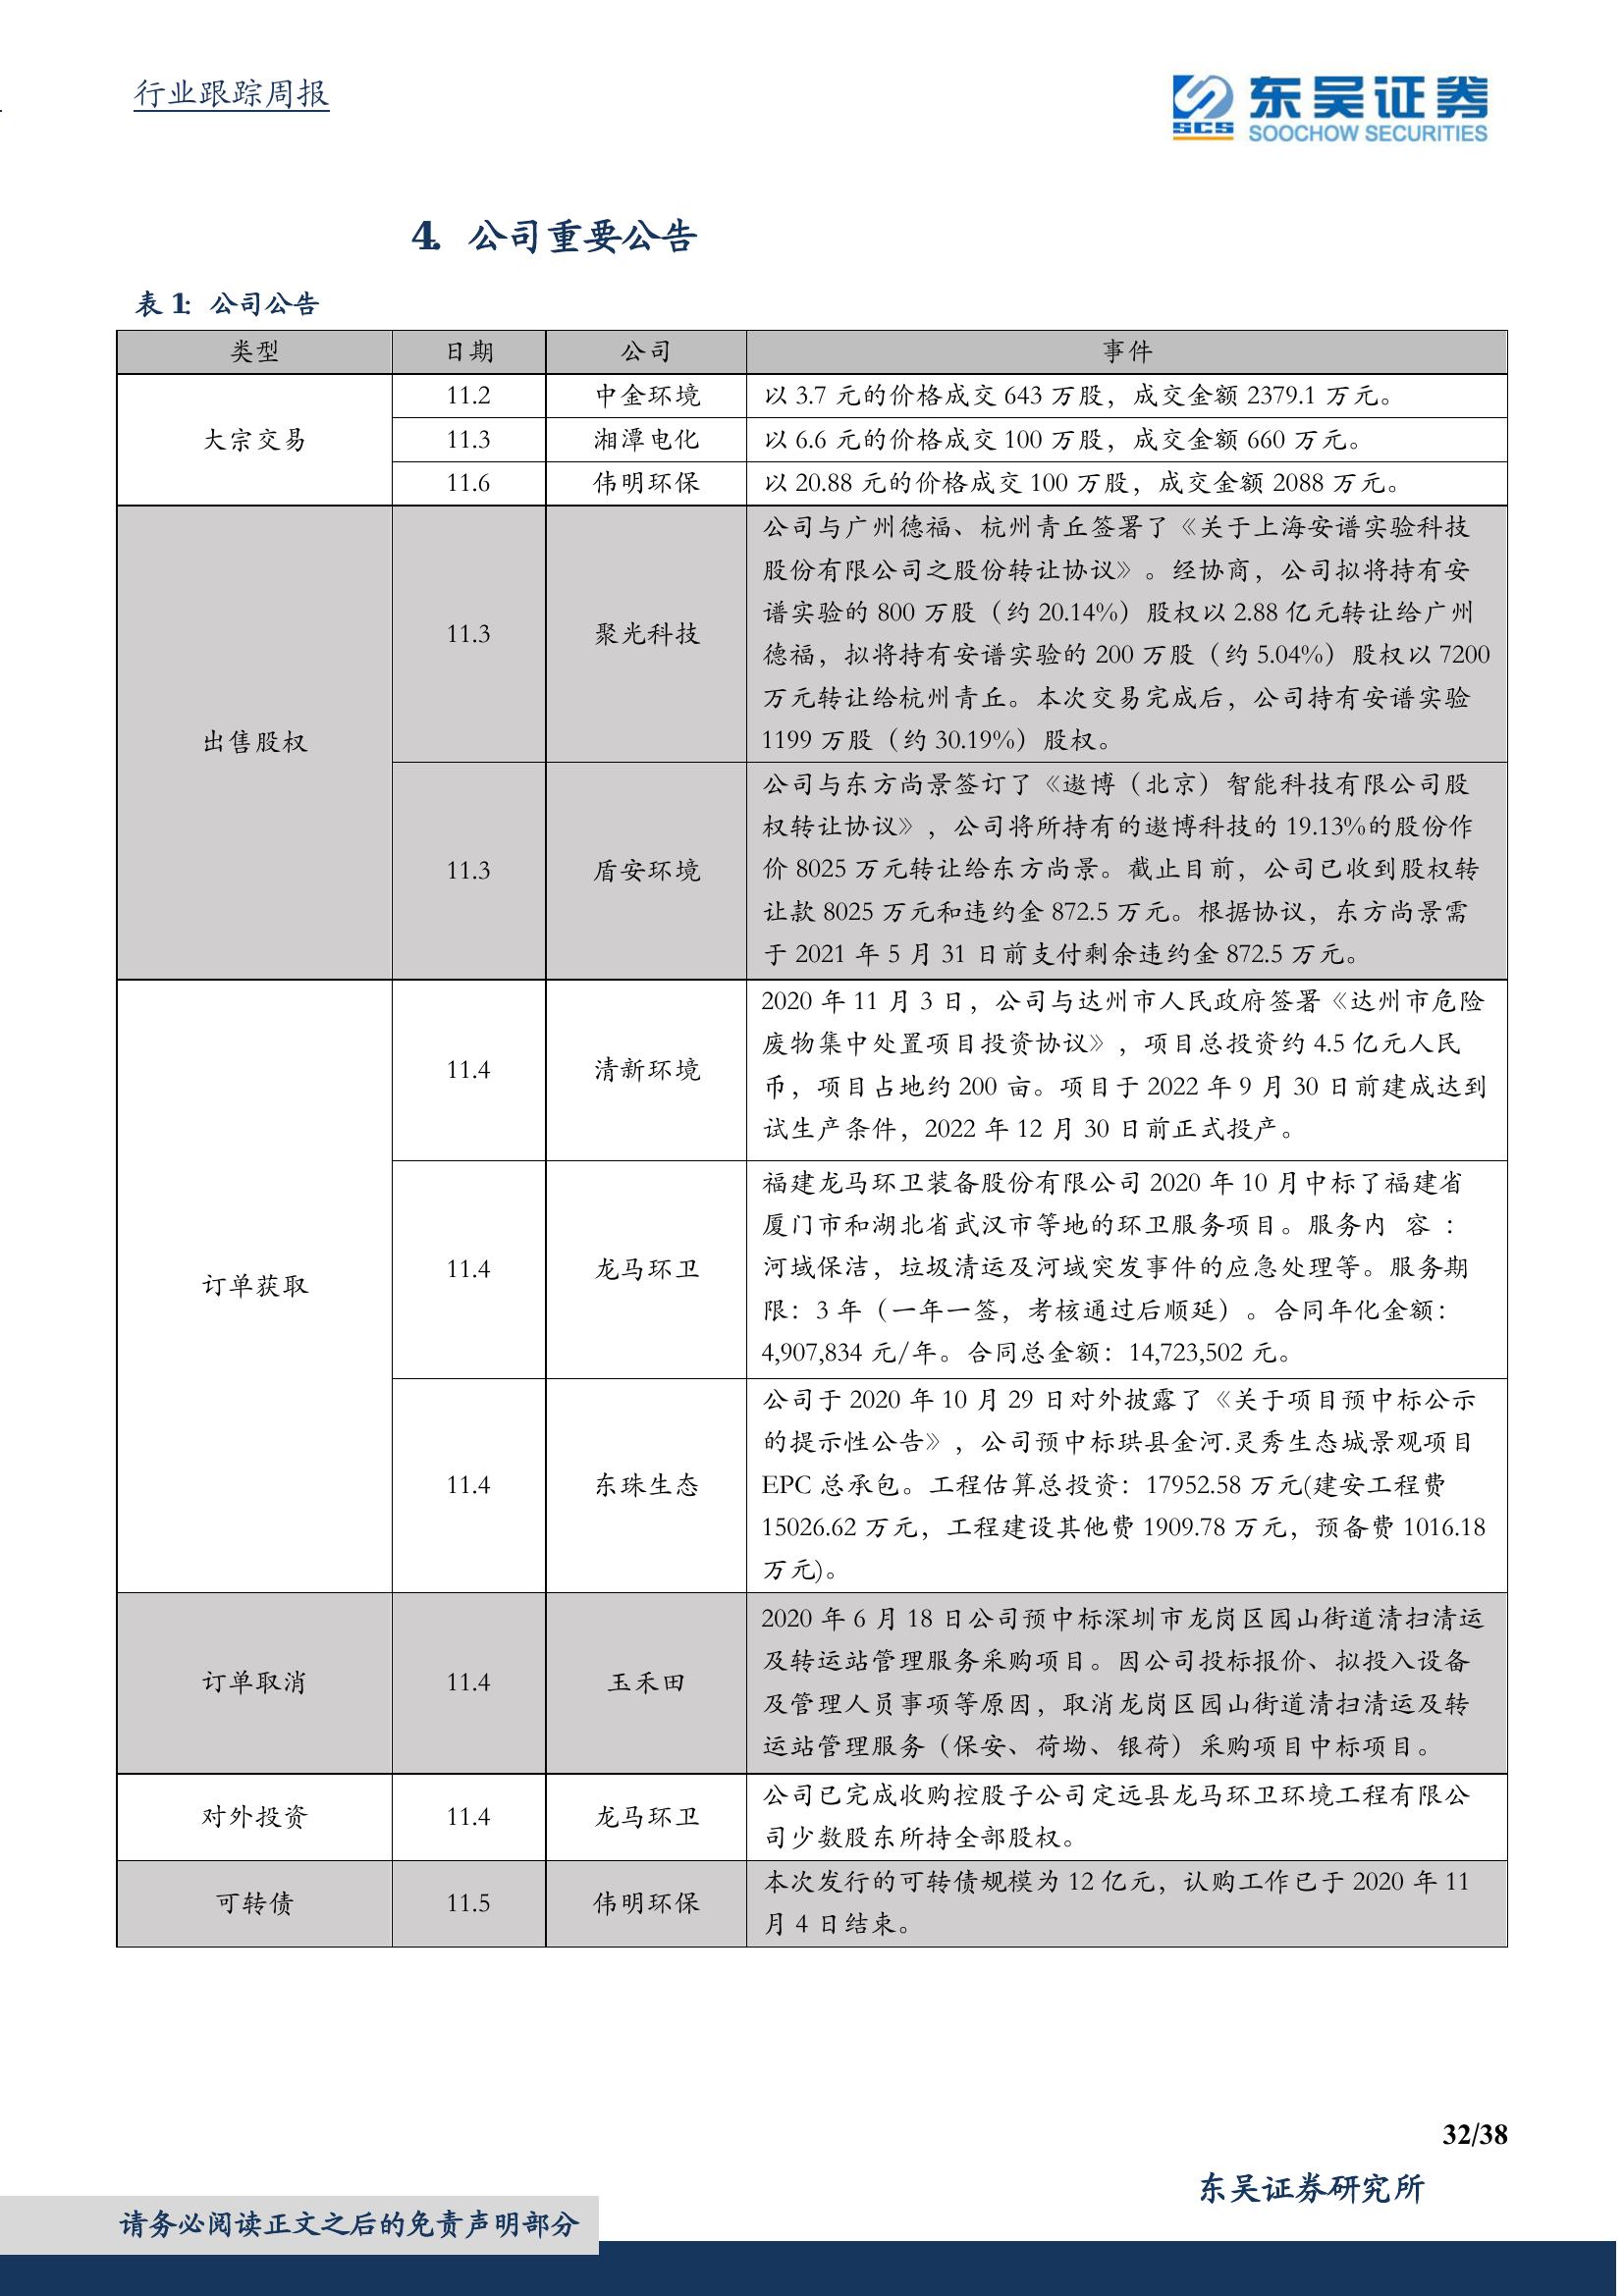 行业跟踪周报
SCS 东吴证券
SOOCHOW SECURITIES
4. 公司重要公告
表 1: 公司公告
类型 日期 公司 事件
大宗交易
11.2 中金环境 以 3.7 元的价格成交 643 万股，成交金额 2379.1 万元。
11.3 湘潭电化 以 6.6 元的价格成交 100 万股，成交金额 660 万元。
11.6 伟明环保 以 20.88 元的价格成交 100 万股，成交金额 2088 万元。
出售股权
11.3 聚光科技
公司与广州德福、杭州青丘签署了《关于上海安谱实验科技
股份有限公司之股份转让协议》。经协商，公司拟将持有安
谱实验的 800 万股（约 20.14%）股权以 2.88 亿元转让给广州
德福，拟将持有安谱实验的 200 万股（约 5.04%）股权以 7200
万元转让给杭州青丘。本次交易完成后，公司持有安谱实验
1199 万股（约 30.19%）股权。
11.3 盾安环境
公司与东方尚景签订了《遨博（北京）智能科技有限公司股
权转让协议》，公司将所持有的遨博科技的 19.13%的股份作
价 8025 万元转让给东方尚景。截止目前，公司已收到股权转
让款 8025 万元和违约金 872.5 万元。根据协议，东方尚景需
于 2021 年 5 月 31 日前支付剩余违约金 872.5 万元。
订单获取
11.4 清新环境
2020 年 11 月 3 日，公司与达州市人民政府签署《达州市危险
废物集中处置项目投资协议》，项目总投资约 4.5 亿元人民
币，项目占地约 200 亩。项目于 2022 年 9 月 30 日前建成达到
试生产条件，2022 年 12 月 30 日前正式投产。
11.4 龙马环卫
福建龙马环卫装备股份有限公司 2020 年 10 月中标了福建省
厦门市和湖北省武汉市等地的环卫服务项目。服务内 容 ：
河域保洁，垃圾清运及河域突发事件的应急处理等。服务期
限：3 年（一年一签，考核通过后顺延）。合同年化金额：
4,907,834 元/年。合同总金额：14,723,502 元。
11.4 东珠生态
公司于 2020 年 10 月 29 日对外披露了《关于项目预中标公示
的提示性公告》，公司预中标珙县金河.灵秀生态城景观项目
EPC 总承包。工程估算总投资：17952.58 万元(建安工程费
15026.62 万元，工程建设其他费 1909.78 万元，预备费 1016.18
万元)。
订单取消
11.4 玉禾田
2020 年 6 月 18 日公司预中标深圳市龙岗区园山街道清扫清运
及转运站管理服务采购项目。因公司投标报价、拟投入设备
及管理人员事项等原因，取消龙岗区园山街道清扫清运及转
运站管理服务（保安、荷坳、银荷）采购项目中标项目。
对外投资
11.4 龙马环卫
公司已完成收购控股子公司定远县龙马环卫环境工程有限公
司少数股东所持全部股权。
可转债
11.5 伟明环保
本次发行的可转债规模为 12 亿元，认购工作已于 2020 年 11
月 4 日结束。
32/38
东吴证券研究所
请务必阅读正文之后的免责声明部分